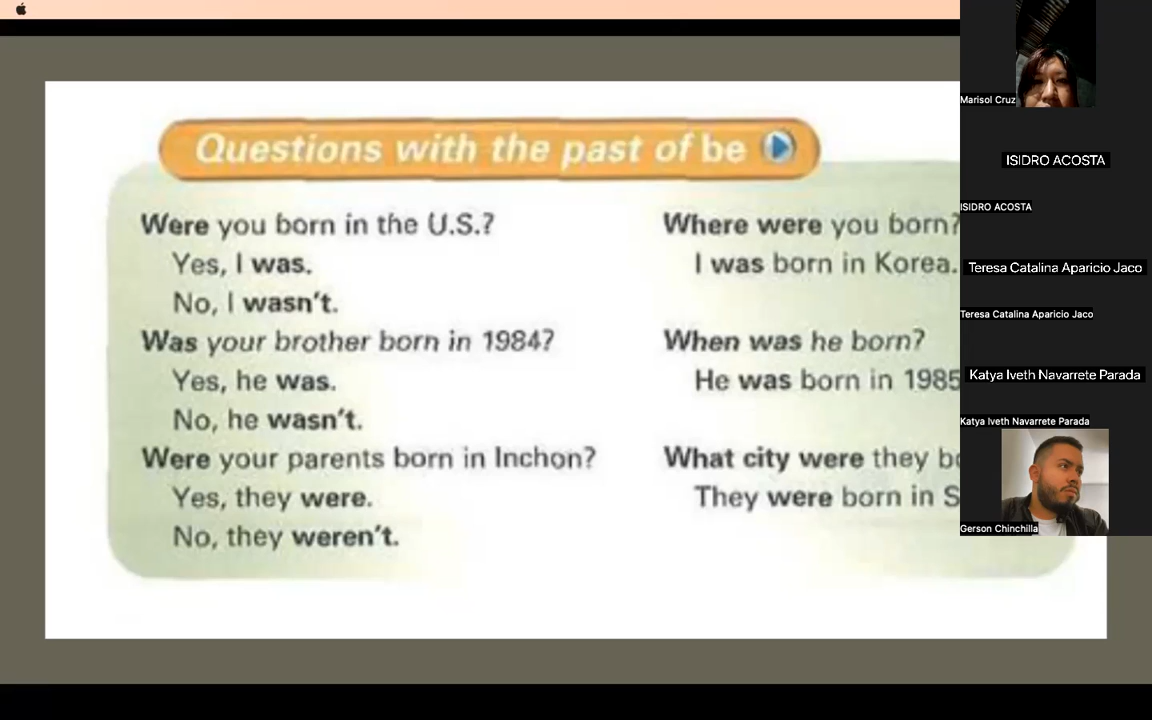 Questions with the past of be
Were you born in the U.S.?
Yes, I was.
No, I wasn't.
Was your brother born in 1984?
Yes, he was.
No, he wasn't.
Were your parents born in Inchon?
Yes, they were.
No, they weren't.
Where were you born?
I was born in Korea.
When was he born?
He was born in 1985
What city were they
They were born in
Marisol Cruz
ISIDRO ACOSTA
ISIDRO ACOSTA
Teresa Catalina Aparicio Jaco
Teresa Catalina Aparicio Jaco
Katya Iveth Navarrete Parada
Katya Iveth Navarrete Parada
Gerson Chinchilla